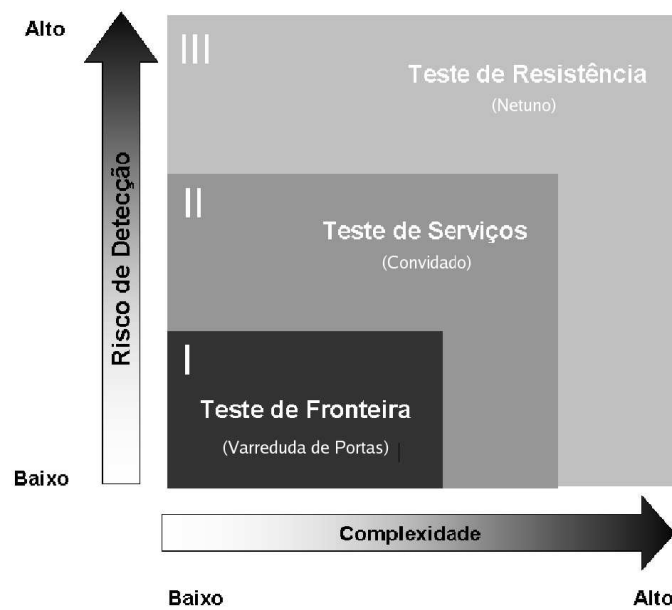 Alto
III
Teste de Resistência
(Netuno)
II
Teste de Serviços
(Convidado)
Risco de Detecção
I
Teste de Fronteira
(Varreduda de Portas)
Baixo
Complexidade
Baixo
Alto